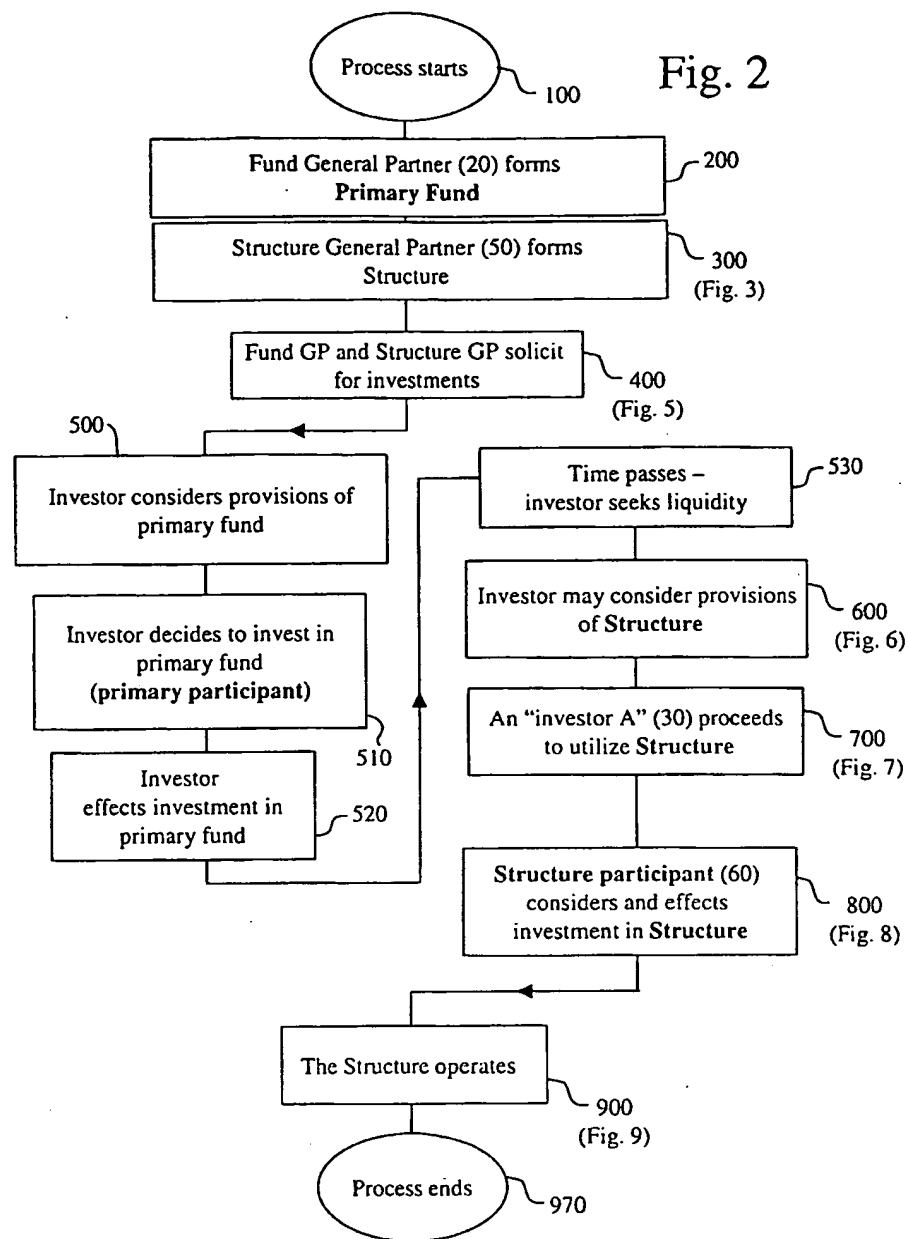 Fig. 2
Process starts
100
Fund General Partner (20) forms
Primary Fund
200
Structure General Partner (50) forms
Structure
300
(Fig. 3)
Fund GP and Structure GP solicit
for investments
400
(Fig. 5)
500
Investor considers provisions of
primary fund
Investor decides to invest in
primary fund
(primary participant)
510
Investor
effects investment in
primary fund
520
Time passes –
investor seeks liquidity
530
Investor may consider provisions
of Structure
600
(Fig. 6)
An “investor A” (30) proceeds
to utilize Structure
700
(Fig. 7)
Structure participant (60)
considers and effects
investment in Structure
800
(Fig. 8)
The Structure operates
900
(Fig. 9)
Process ends
970